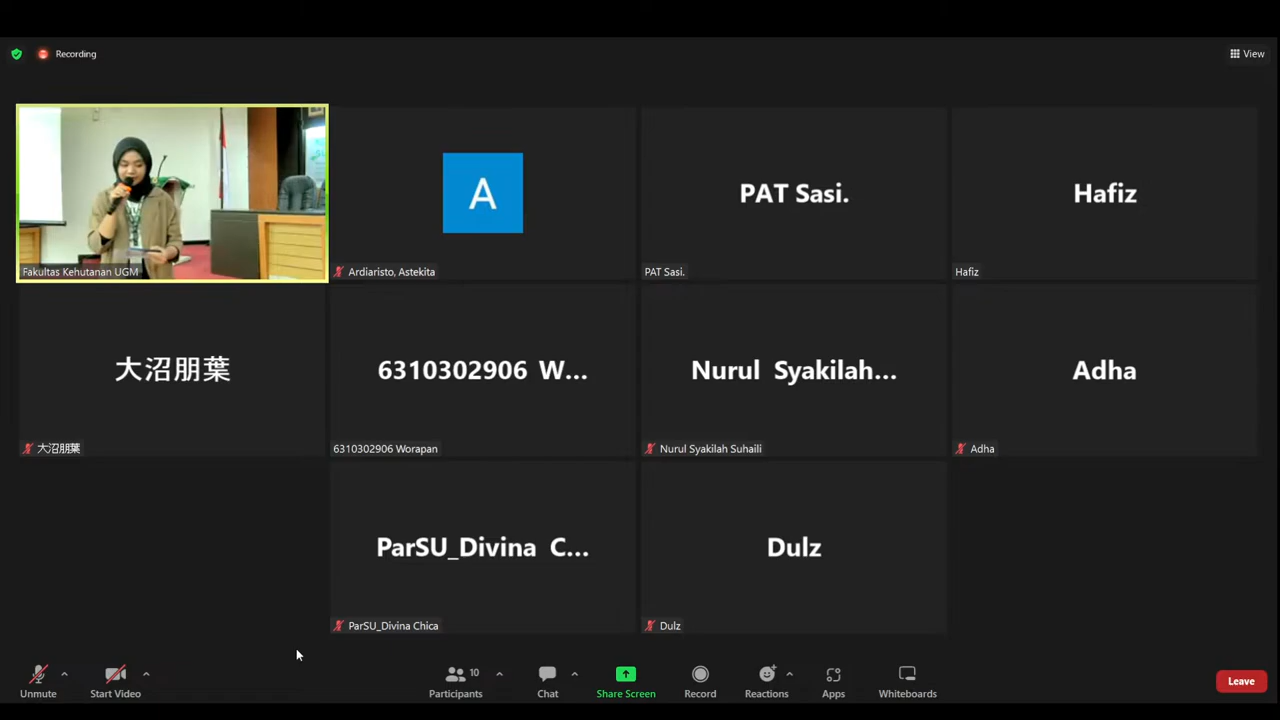 Recording
View
Fakultas Kehutanan UGM
A
Ardiaristo, Astekita
PAT Sasi.
PAT Sasi.
Hafiz
Hafiz
大沼朋葉
大沼朋葉
6310302906 W...
6310302906 Worapan
Nurul Syakilah...
Nurul Syakilah Suhaili
Adha
Adha
ParSU_Divina C...
ParSU_Divina Chica
Dulz
Dulz
Unmute
Start Video
Participants 10
Chat
Share Screen
Record
Reactions
Apps
Whiteboards
Leave